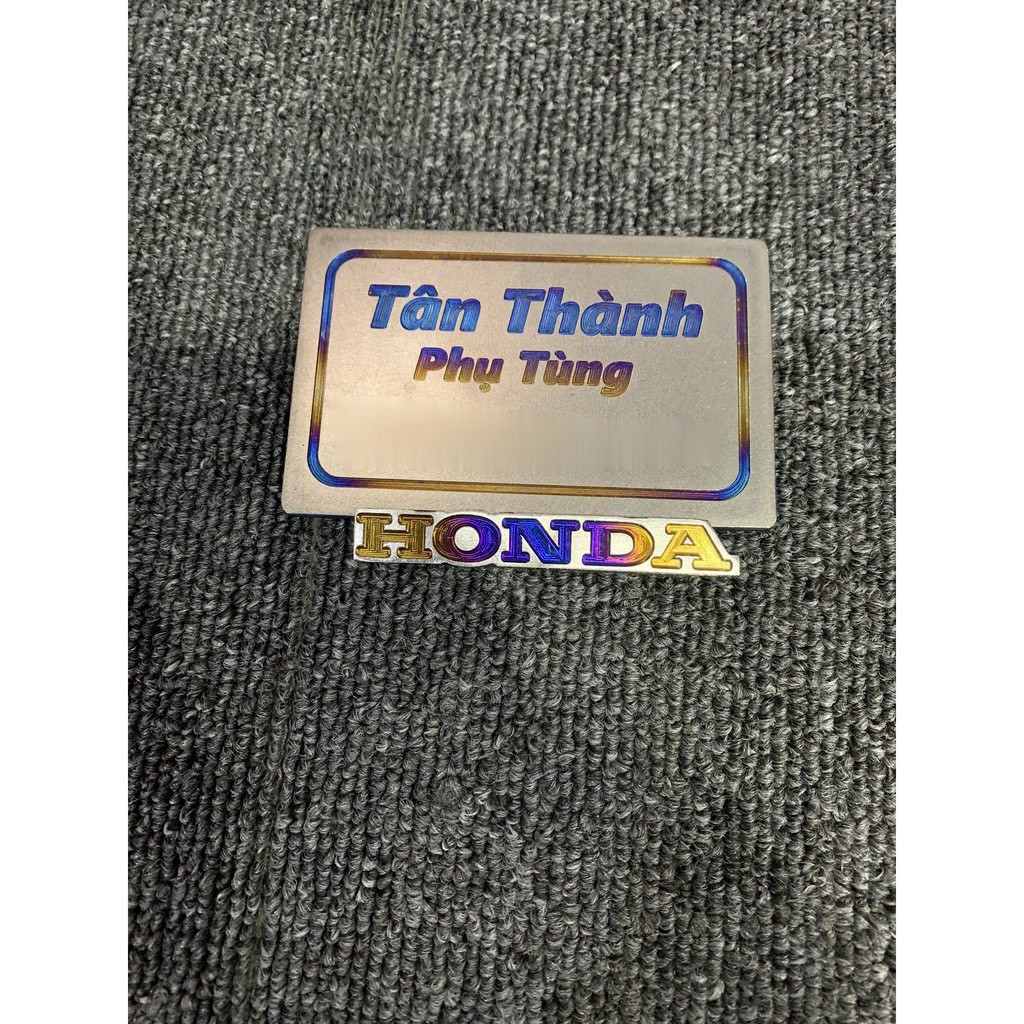 Tân Thành
Phụ Tùng
HONDA